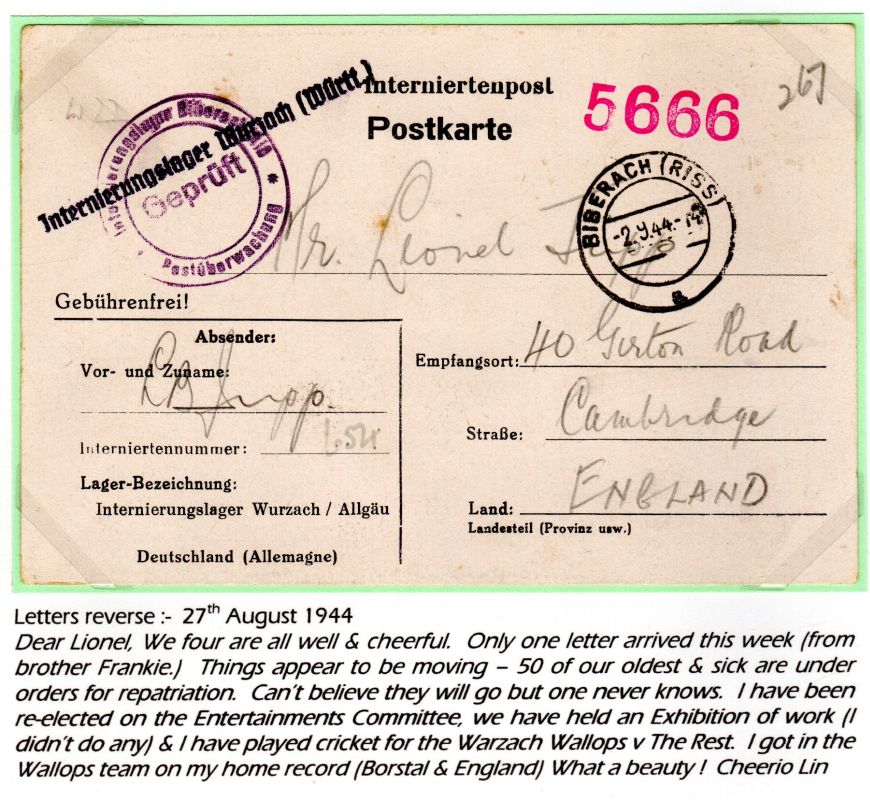 Interniertenpost
5666
267
Postkarte
Internierungslager Wurzach (Württ.)
Geprüft
Postüberwachung
BIBERACH (RISS)
-2.9.44.-
a
Mr. Lionel
Gebührenfrei!
Absender:
Vor- und Zuname: LB Jupp.
Interniertennummer:
Lager-Bezeichnung:
Internierungslager Wurzach / Allgäu
Deutschland (Allemagne)
Empfangsort: 40 Girton Road
Straße: Cambridge
Land: ENGLAND
Landesteil (Provinz usw.)
Letters reverse :- 27th August 1944
Dear Lionel, We four are all well & cheerful. Only one letter arrived this week (from
brother Frankie.) Things appear to be moving – 50 of our oldest & sick are under
orders for repatriation. Can't believe they will go but one never knows. I have been
re-elected on the Entertainments Committee, we have held an Exhibition of work (I
didn't do any) & I have played cricket for the Warzach Wallops v The Rest. I got in the
Wallops team on my home record (Borstal & England) What a beauty ! Cheerio Lin